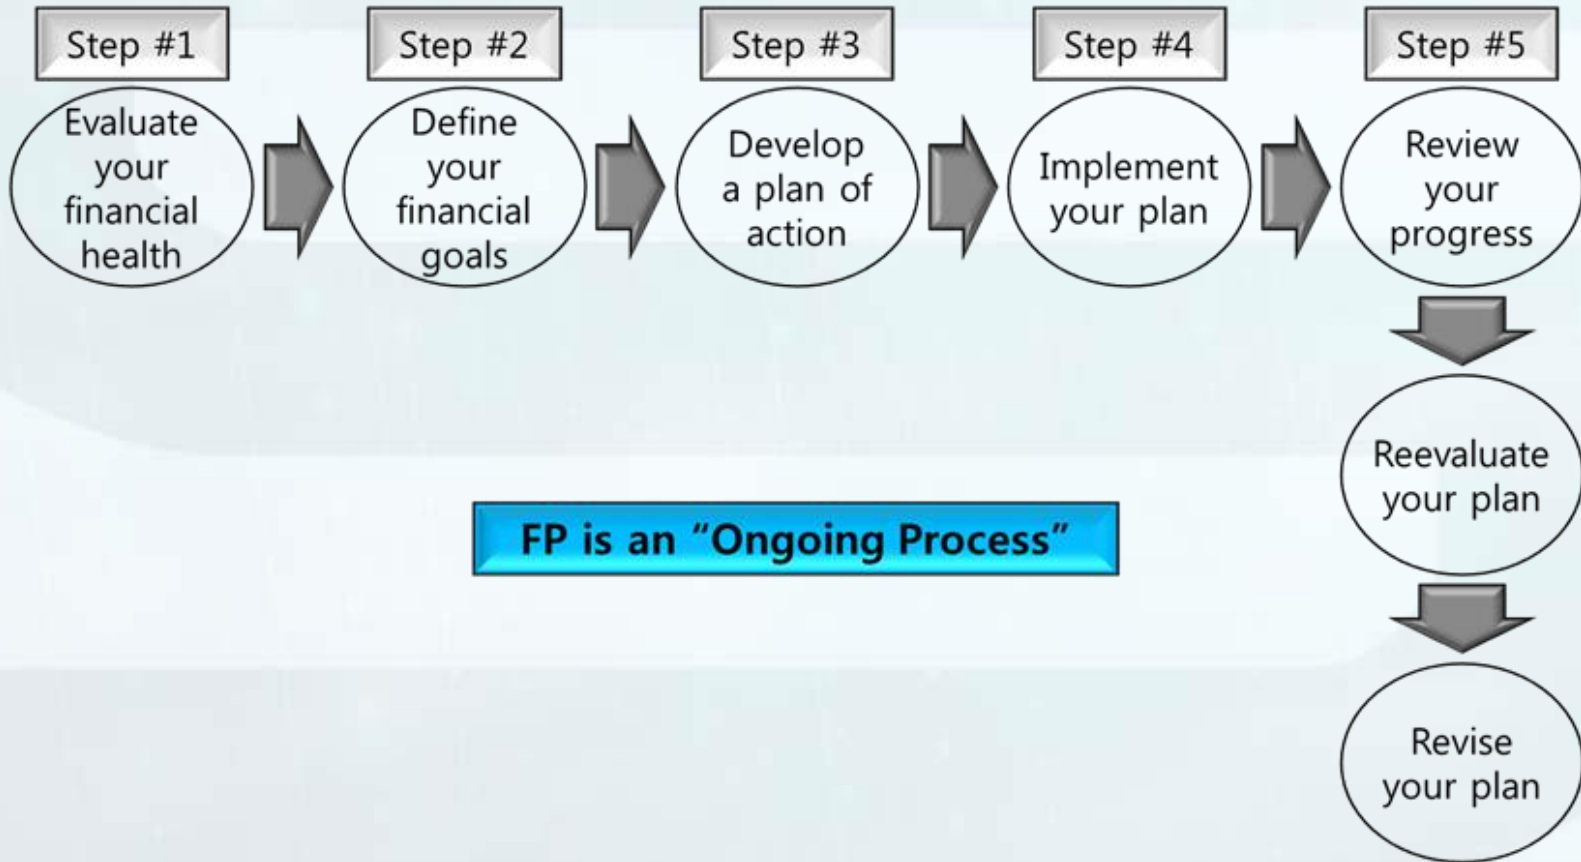 Step #1
Evaluate
your
financial
health
Step #2
Define
your
financial
goals
Step #3
Develop
a plan of
action
Step #4
Implement
your plan
Step #5
Review
your
progress
Reevaluate
your plan
Revise
your plan
FP is an “Ongoing Process”